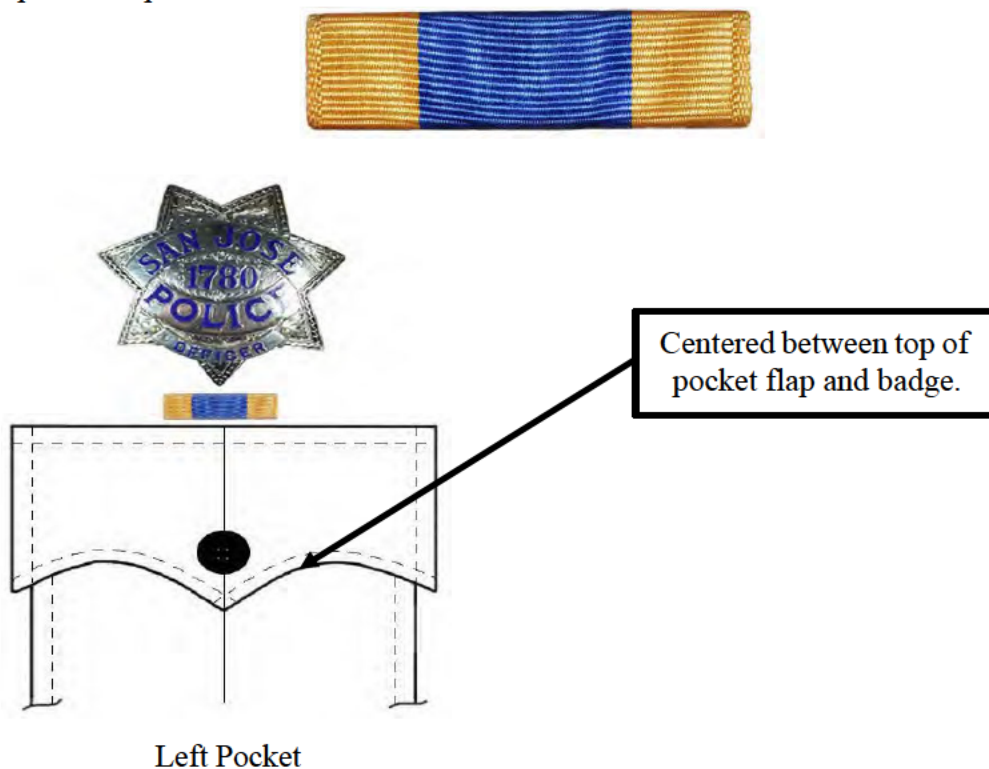 SAN JOSE
1780
POLICE
OFFICER
Centered between top of
pocket flap and badge.
Left Pocket